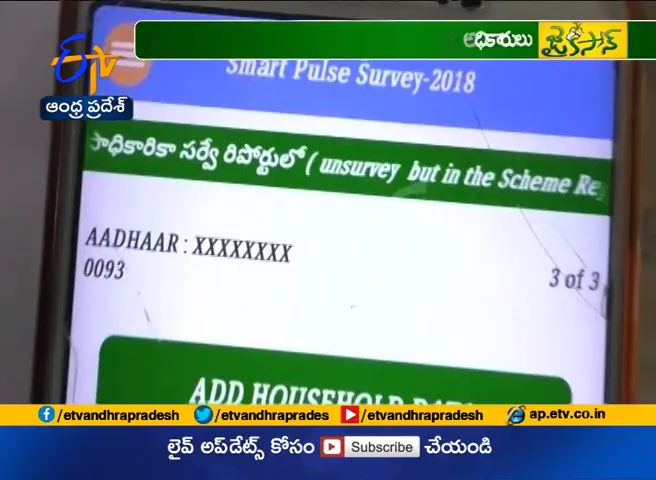 అధికారులు
జైకిసాన్
ETV
ఆంధ్ర ప్రదేశ్
Smart Pulse Survey-2018
సాధికారికా సర్వే రిపోర్టులో ( unsurvey but in the Scheme Re
AADHAAR : XXXXXXXX
0093
3 of 3
ADD HOUSEHOLD
/etvandhrapradesh
/etvandhraprades
/etvandhrapradesh
ap.etv.co.in
లైవ్ అప్‌డేట్స్ కోసం Subscribe చేయండి